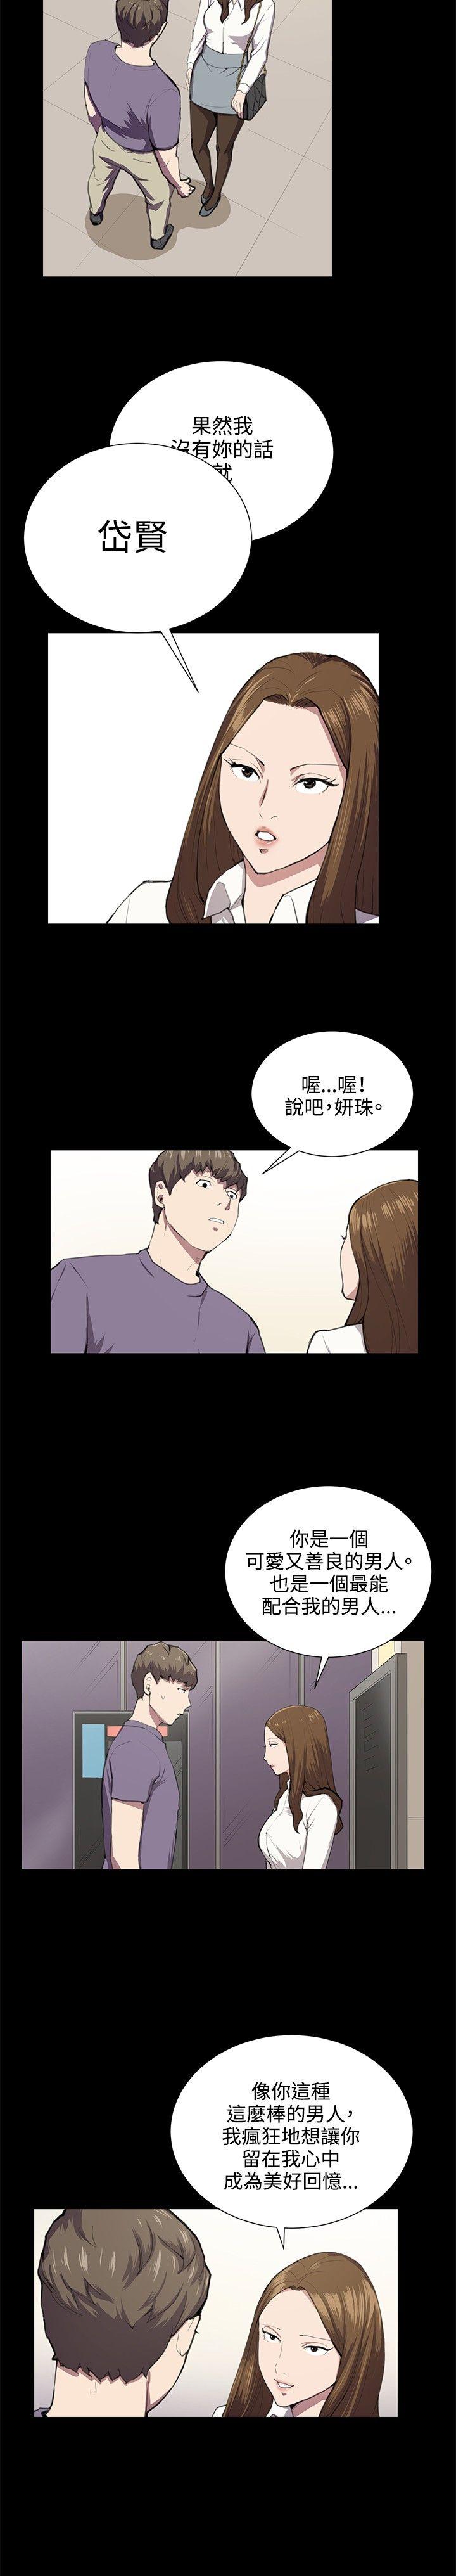 果然我
沒有妳的話
就
岱賢
喔...喔!
說吧,妍珠。
你是一個
可愛又善良的男人。
也是一個最能
配合我的男人...
像你這種
這麼棒的男人,
我瘋狂地想讓你
留在我心中
成為美好回憶...